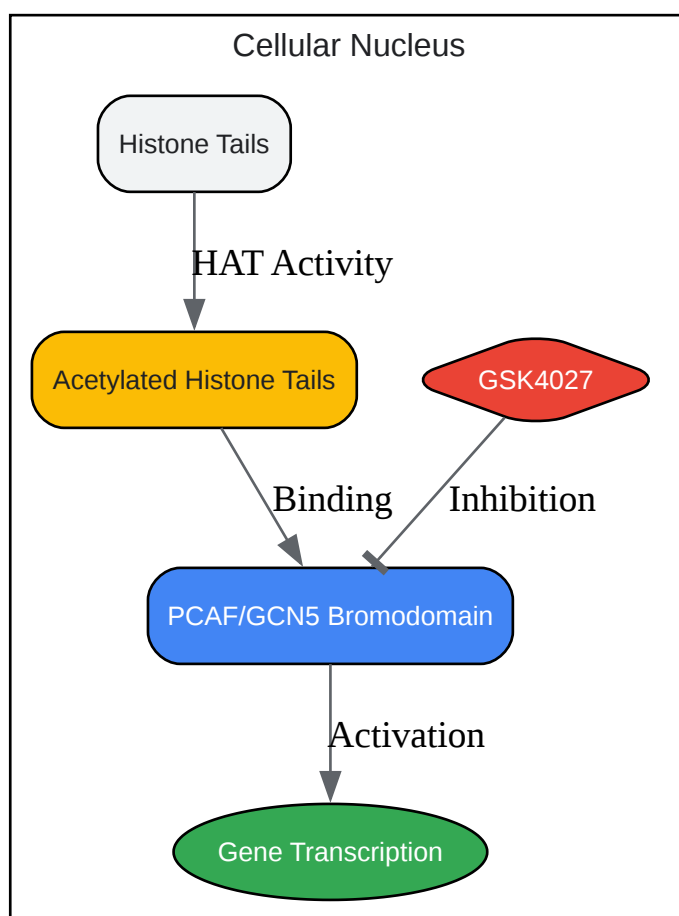 Cellular Nucleus
Histone Tails
HAT Activity
Acetylated Histone Tails
GSK4027
Binding
Inhibition
PCAF/GCN5 Bromodomain
Activation
Gene Transcription